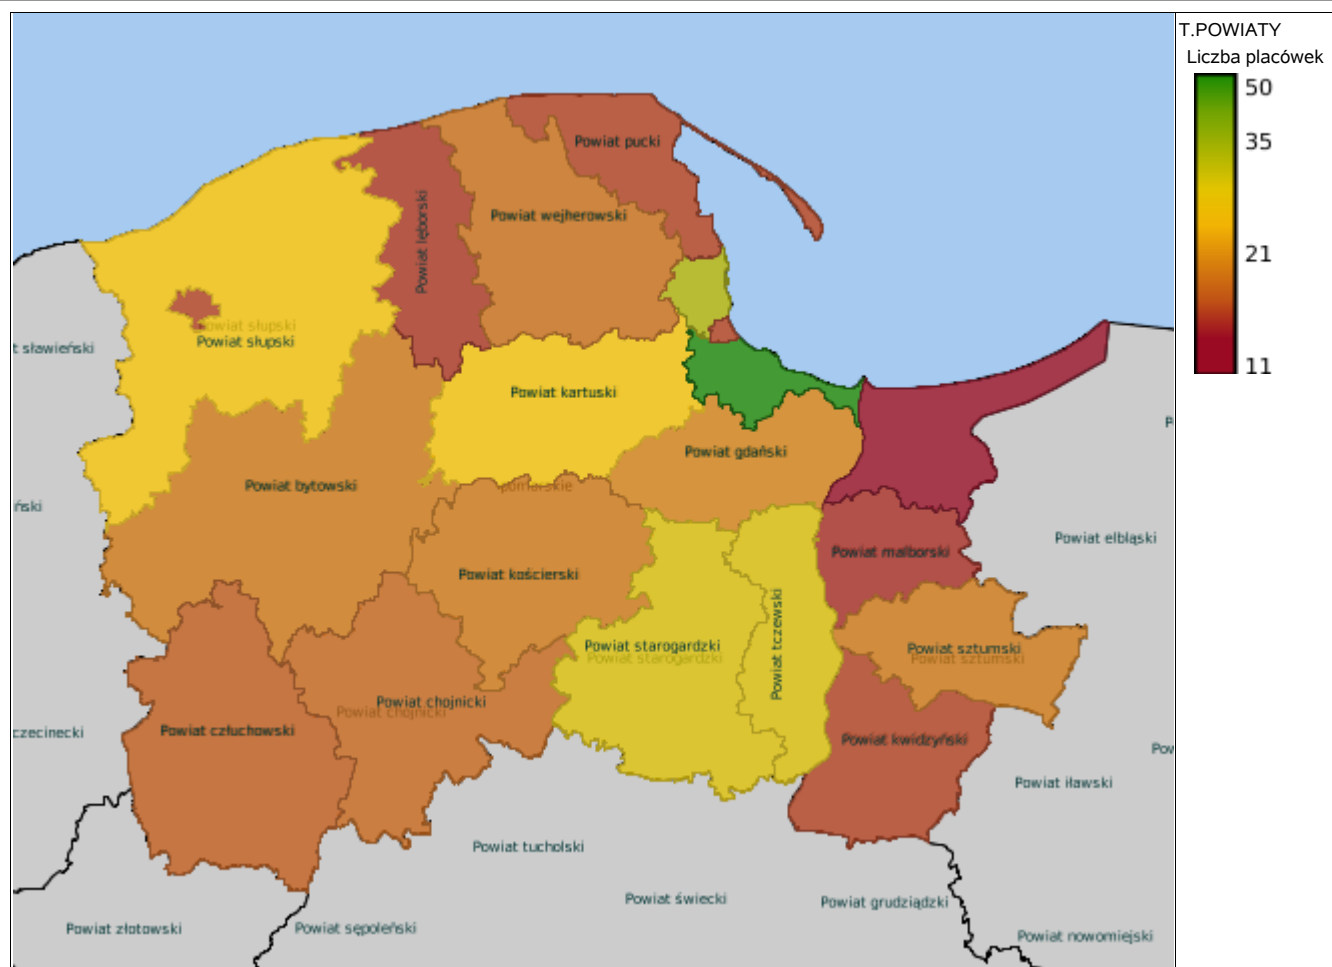 T.POWIATY
Liczba placówek
50
35
21
11
Powiat pucki
Powiat lęborski
Powiat wejherowski
Powiat słupski
Powiat słupski
t sławieński
Powiat kartuski
Powiat gdański
Powiat bytowski
pomorskie
ński
Powiat elbląski
Powiat malborski
Powiat kościerski
Powiat tczewski
Powiat starogardzki
Powiat starogardzki
Powiat sztumski
Powiat sztumski
Powiat chojnicki
Powiat chojnicki
Powiat człuchowski
czecinecki
Powiat kwidzyński
Pow
Powiat iławski
Powiat tucholski
Powiat świecki
Powiat grudziądzki
Powiat złotowski
Powiat sępoleński
Powiat nowomiejski